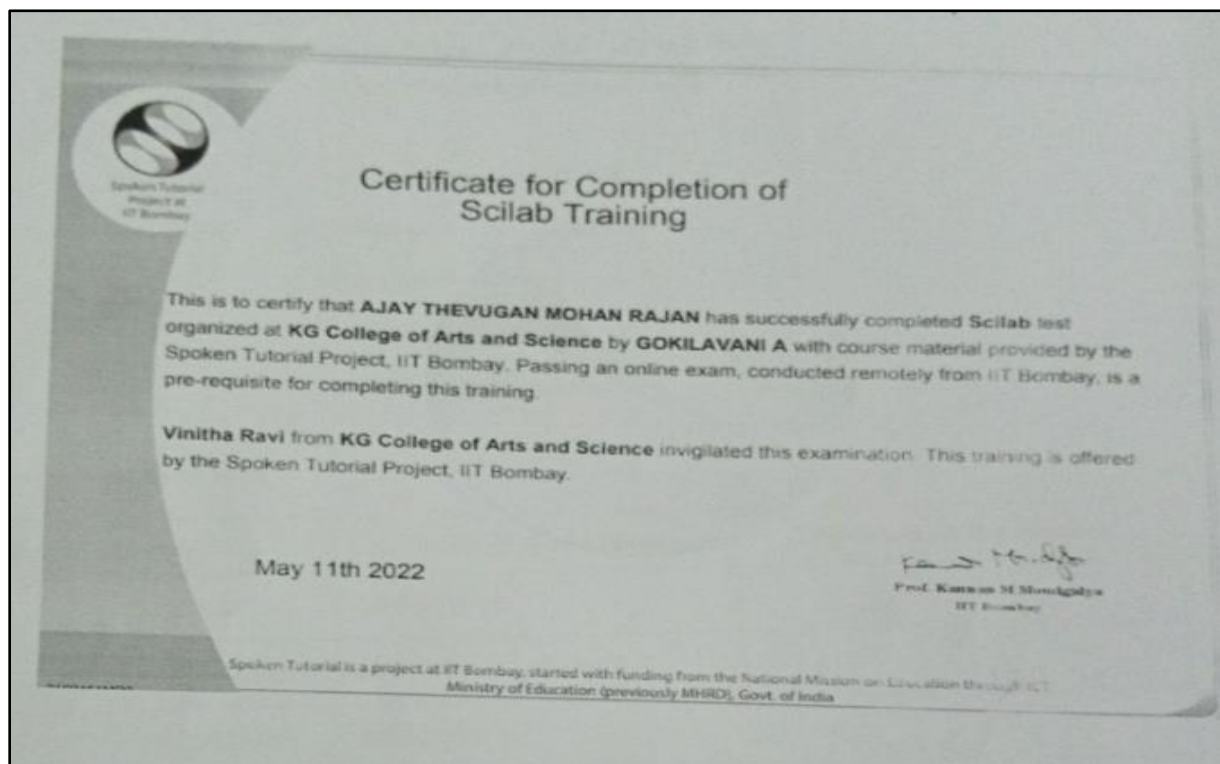 Spoken Tutorial
Project at
IIT Bombay
Certificate for Completion of
Scilab Training
This is to certify that AJAY THEVUGAN MOHAN RAJAN has successfully completed Scilab test
organized at KG College of Arts and Science by GOKILAVANI A with course material provided by the
Spoken Tutorial Project, IIT Bombay. Passing an online exam, conducted remotely from IIT Bombay, is a
pre-requisite for completing this training.
Vinitha Ravi from KG College of Arts and Science invigilated this examination. This training is offered
by the Spoken Tutorial Project, IIT Bombay.
May 11th 2022
Prof. Kannan M Moudgalya
IIT Bombay
Spoken Tutorial is a project at IIT Bombay, started with funding from the National Mission on Education through ICT
Ministry of Education (previously MHRD), Govt. of India